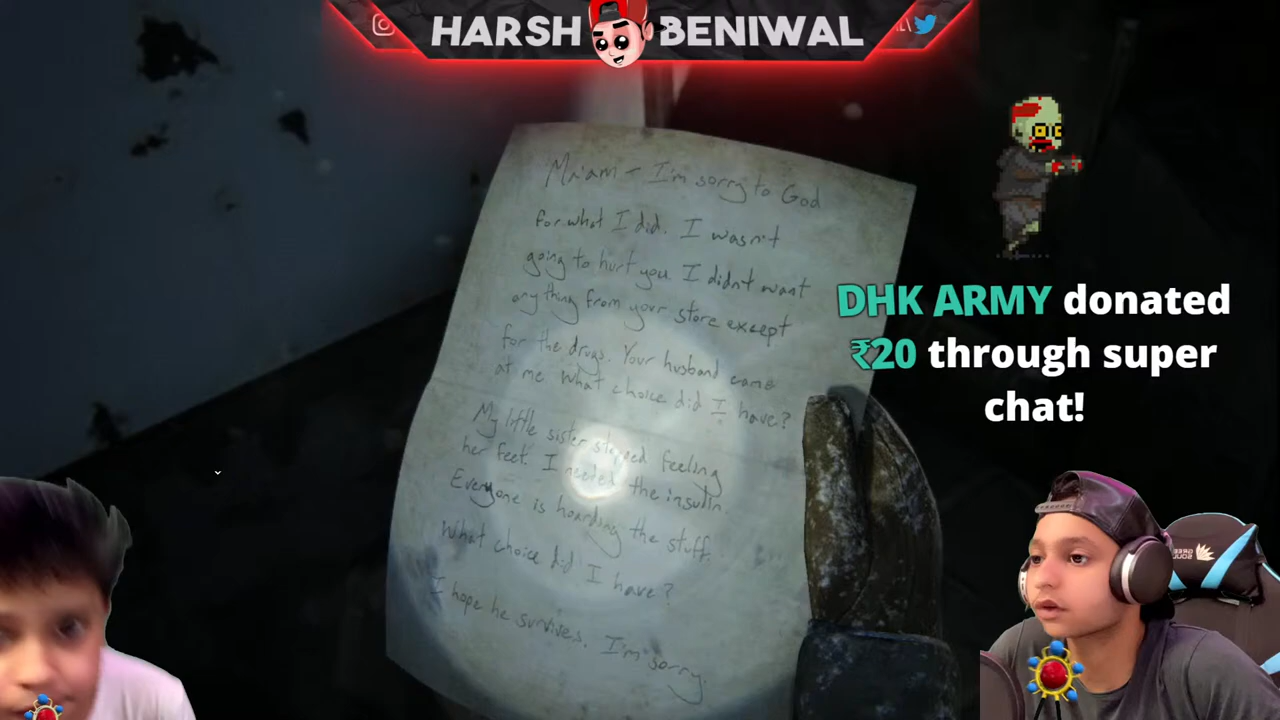 HARSH BENIWAL
DHK ARMY donated
₹20 through super
chat!
Ma'am - I'm sorry to God
for what I did. I wasn't
going to hurt you. I didn't want
anything from your store except
for the drugs. Your husband came
at me what choice did I have?
My little sister stopped feeling
her feet. I needed the insulin.
Everyone is hoarding the stuff.
What choice did I have?
I hope he survives. I'm sorry.
GREEN SOUL